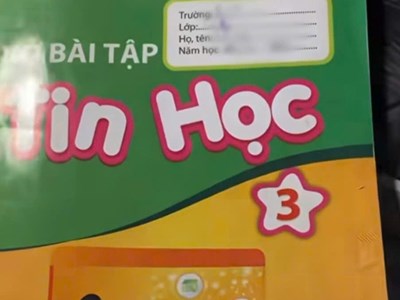 Trường
Lớp:
Họ, tên
Năm học
BÀI TẬP
Tin Học
3